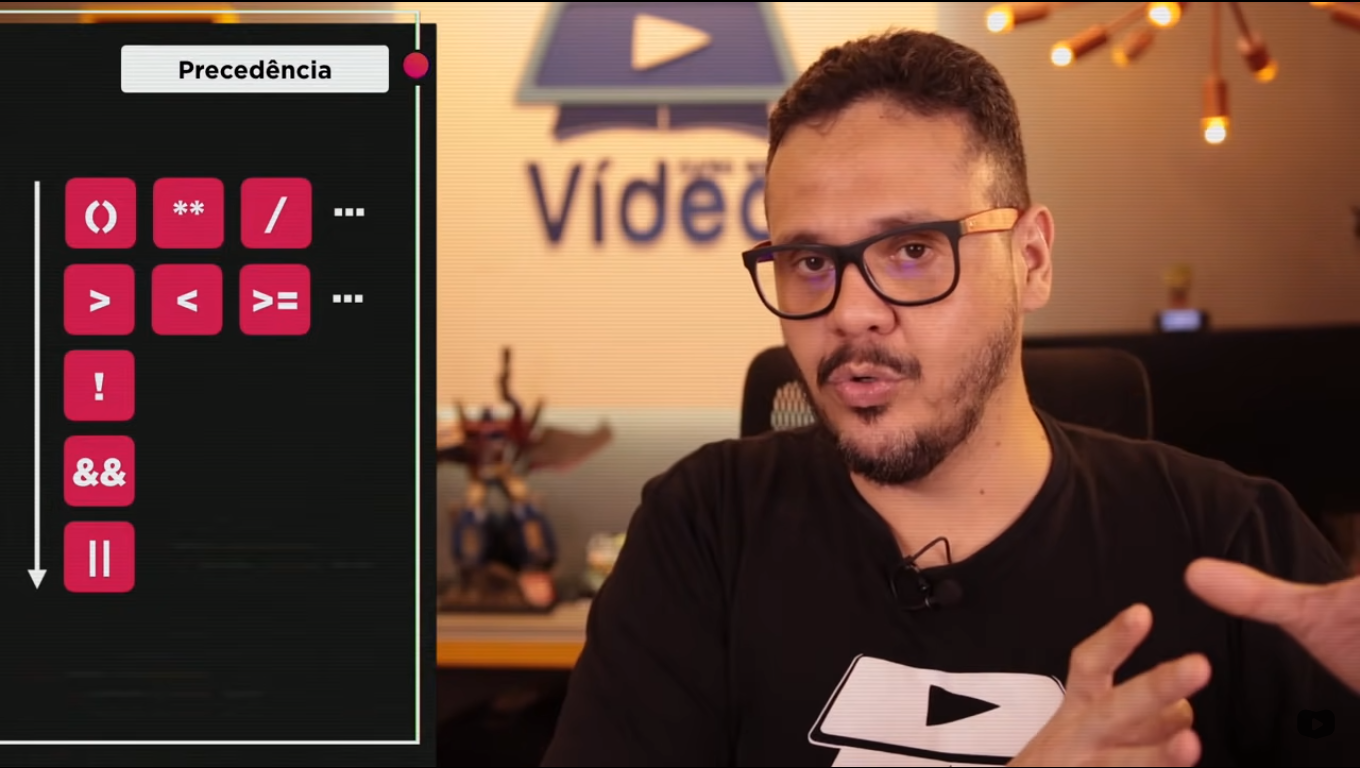 Precedência
() ** / ...
> < >= ...
!
&&
||
Víde